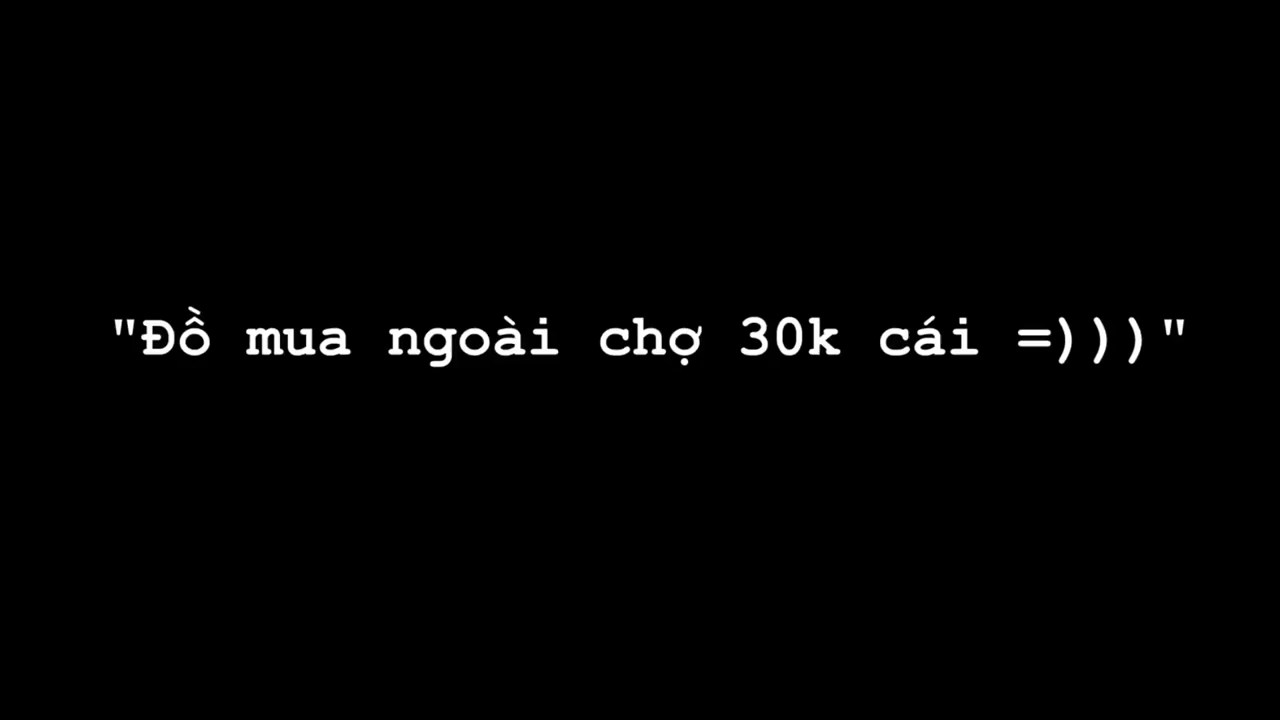 "Đồ mua ngoài chợ 30k cái =)))"